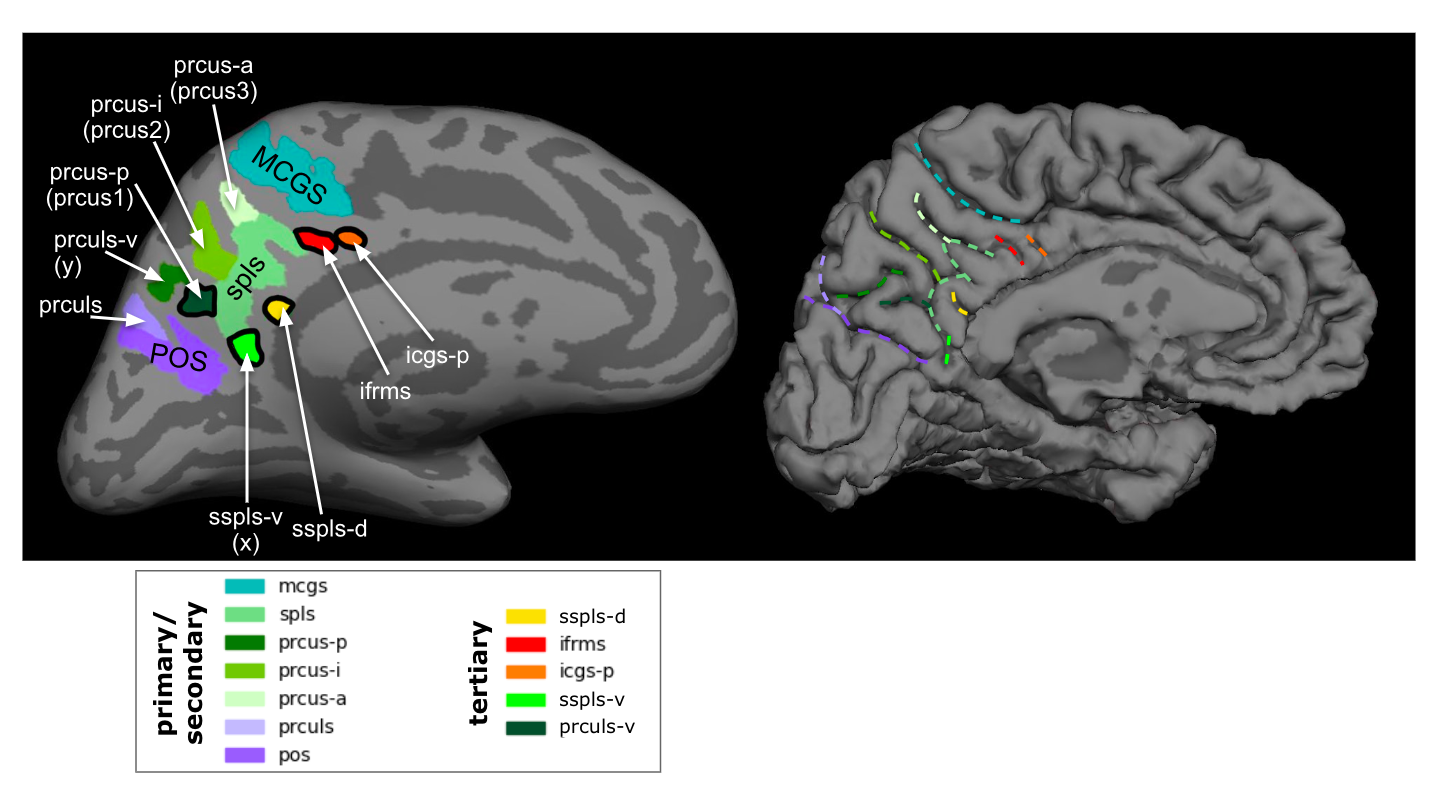 prcus-a
(prcus3)
prcus-i
(prcus2)
prcus-p
(prcus1)
prculs-v
(y)
prculs
MCGS
spls
POS
icgs-p
ifrms
sspls-v
(x)
sspls-d
primary/
secondary
mcgs
spls
prcus-p
prcus-i
prcus-a
prculs
pos
tertiary
sspls-d
ifrms
icgs-p
sspls-v
prculs-v